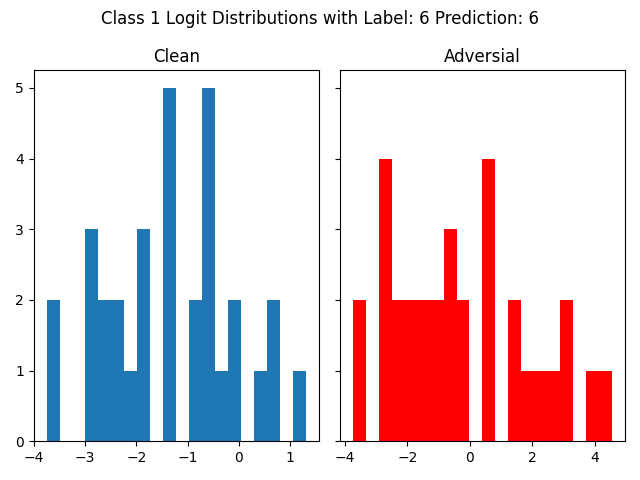 Class 1 Logit Distributions with Label: 6 Prediction: 6
Clean
Adversial
5
4
3
2
1
0
−4 −3 −2 −1 0 1
−4 −2 0 2 4